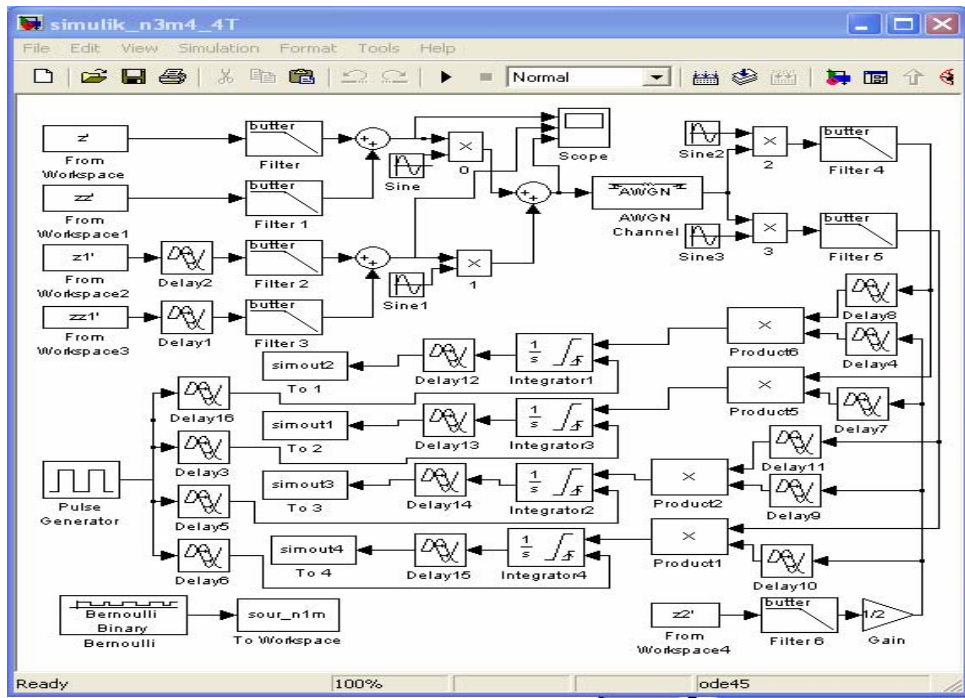 simulik_n3m4_4T
File Edit View Simulation Format Tools Help
Normal
z' From Workspace
butter Filter
Sine
× 0
Scope
Sine2
× 2
butter Filter 4
zz' From Workspace1
butter Filter 1
AWGN AWGN Channel
Sine3
× 3
butter Filter 5
z1' From Workspace2
Delay2
butter Filter 2
Sine1
× 1
zz1' From Workspace3
Delay1
butter Filter 3
Delay8
× Product6
Delay4
simout2 To 1
Delay12
1/s Integrator1
Delay16
× Product5
Delay7
simout1 To 2
Delay13
1/s Integrator3
Delay3
Delay11
× Product2
Delay9
simout3 To 3
Delay14
1/s Integrator2
Pulse Generator
Delay5
× Product1
Delay10
simout4 To 4
Delay15
1/s Integrator4
Delay6
Bernoulli Binary
Bernoulli
sour_n1m
To Workspace
z2' From Workspace4
butter Filter 6
1/2 Gain
Ready 100% ode45